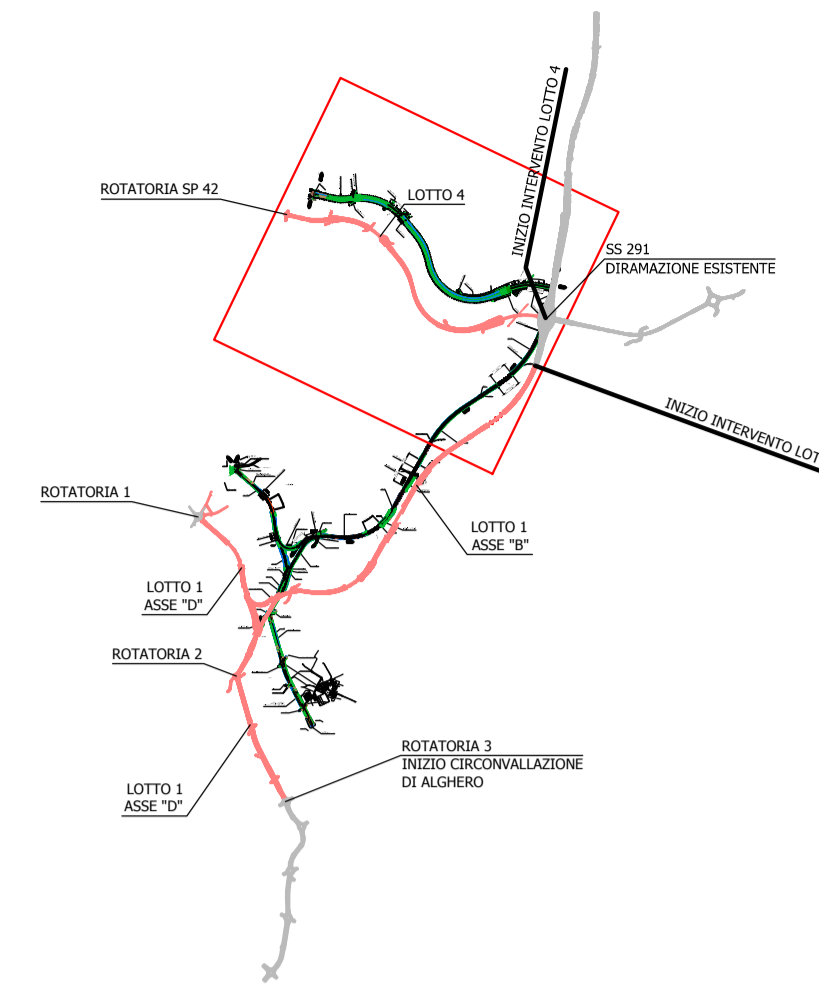 INIZIO INTERVENTO LOTTO 4
ROTATORIA SP 42
LOTTO 4
SS 291
DIRAMAZIONE ESISTENTE
INIZIO INTERVENTO LOT
ROTATORIA 1
LOTTO 1
ASSE "B"
LOTTO 1
ASSE "D"
ROTATORIA 2
ROTATORIA 3
INIZIO CIRCONVALLAZIONE
DI ALGHERO
LOTTO 1
ASSE "D"